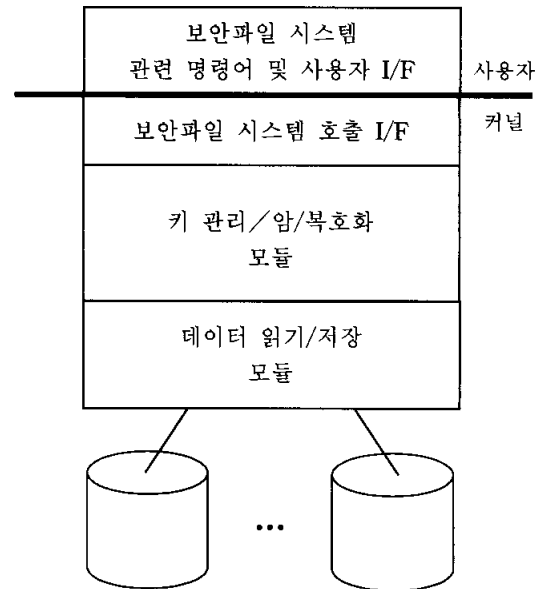 보안파일 시스템
관련 명령어 및 사용자 I/F
사용자
보안파일 시스템 호출 I/F
커널
키 관리／암/복호화
모듈
데이터 읽기/저장
모듈
...